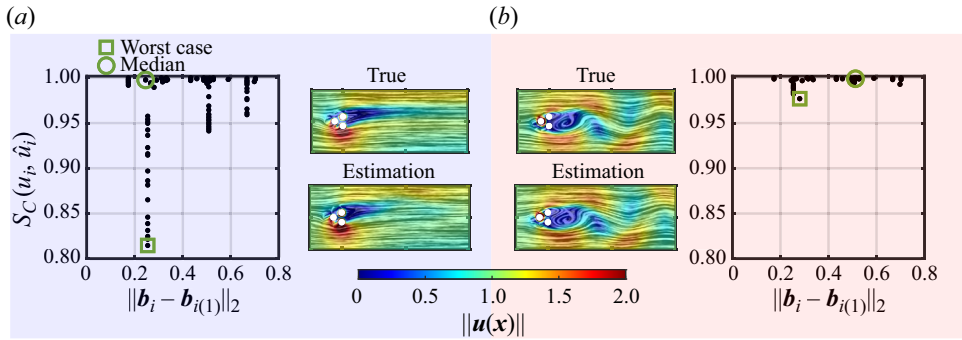 (a)
(b)
Worst case
Median
True
True
Estimation
Estimation
1.00
0.95
0.90
0.85
0.80
S_C(u_i, û_i)
0 0.2 0.4 0.6 0.8
||b_i − b_{i(1)}||_2
1.00
0.95
0.90
0.85
0.80
0 0.2 0.4 0.6 0.8
||b_i − b_{i(1)}||_2
0 0.5 1.0 1.5 2.0
||u(x)||